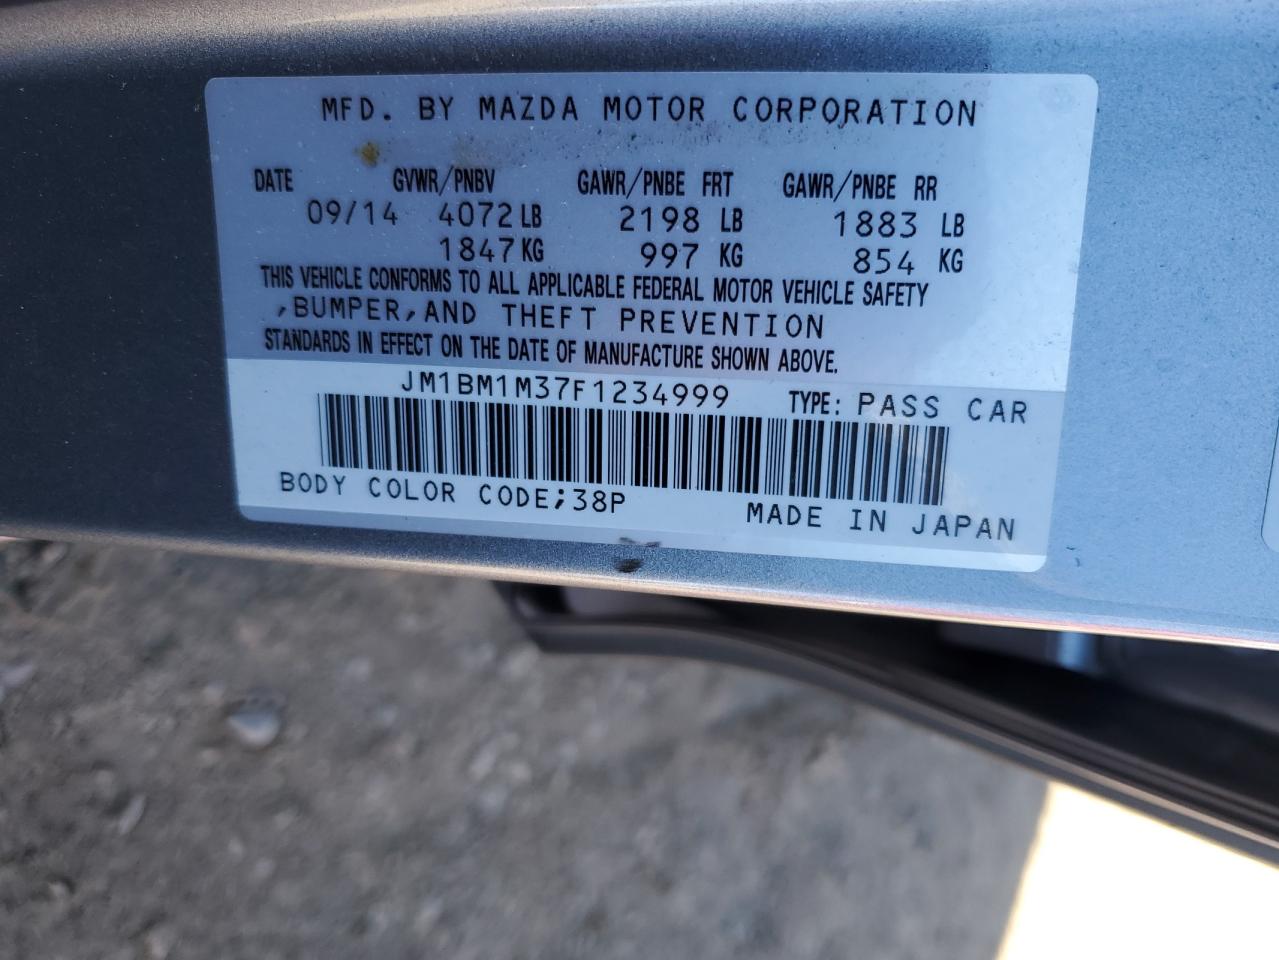 MFD. BY MAZDA MOTOR CORPORATION
DATE GVWR/PNBV GAWR/PNBE FRT GAWR/PNBE RR
09/14 4072 LB 2198 LB 1883 LB
1847 KG 997 KG 854 KG
THIS VEHICLE CONFORMS TO ALL APPLICABLE FEDERAL MOTOR VEHICLE SAFETY
,BUMPER,AND THEFT PREVENTION
STANDARDS IN EFFECT ON THE DATE OF MANUFACTURE SHOWN ABOVE.
JM1BM1M37F1234999 TYPE: PASS CAR
BODY COLOR CODE;38P MADE IN JAPAN